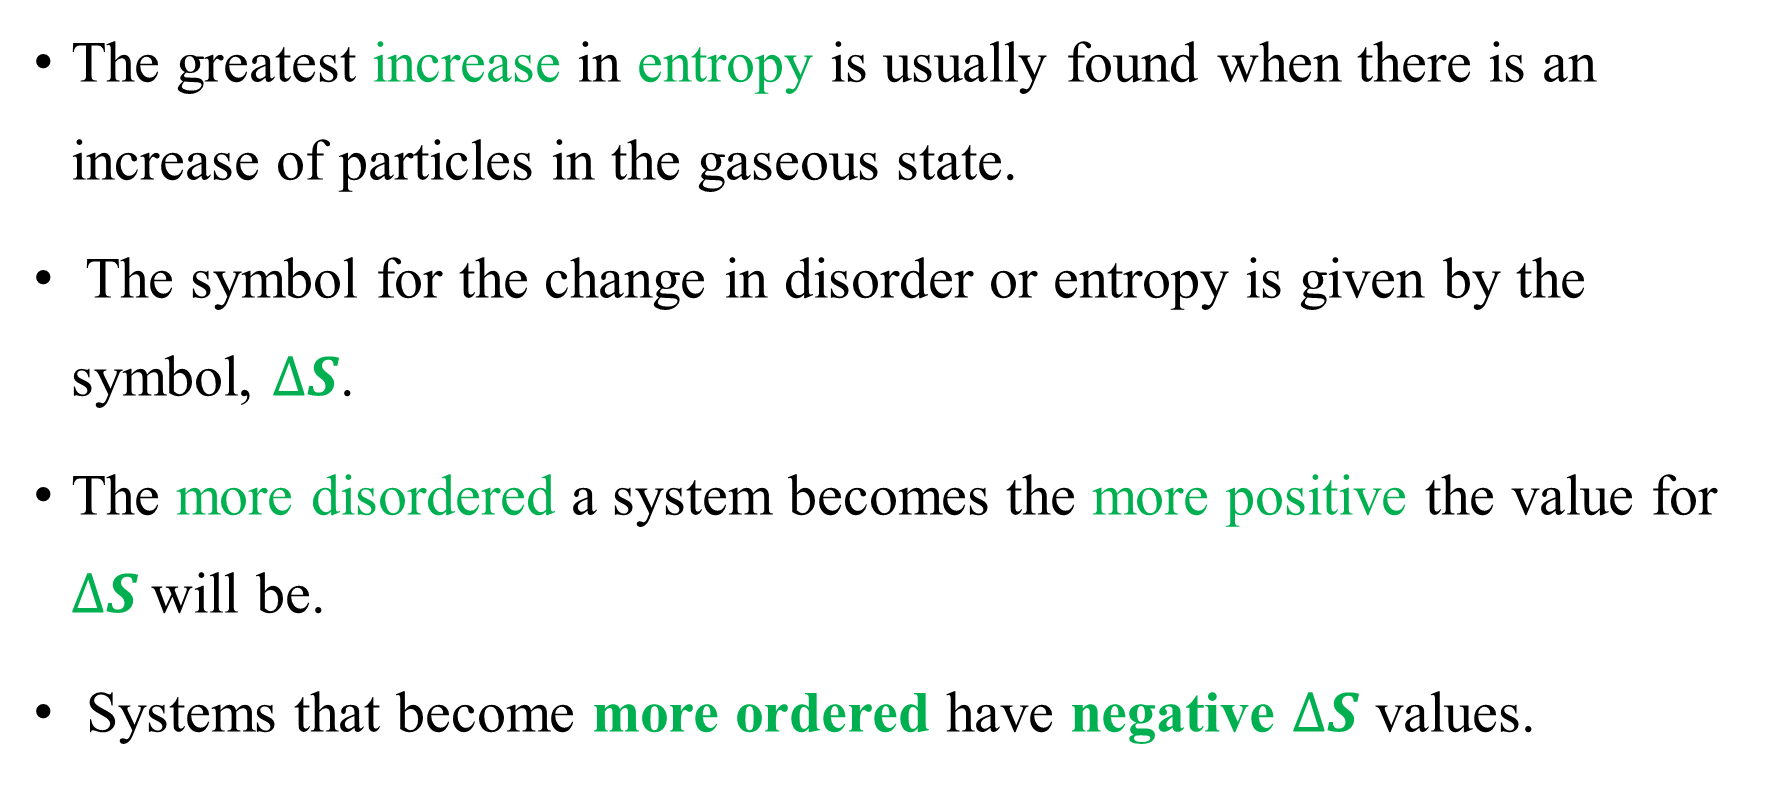 • The greatest increase in entropy is usually found when there is an
increase of particles in the gaseous state.
• The symbol for the change in disorder or entropy is given by the
symbol, ΔS.
• The more disordered a system becomes the more positive the value for
ΔS will be.
• Systems that become more ordered have negative ΔS values.